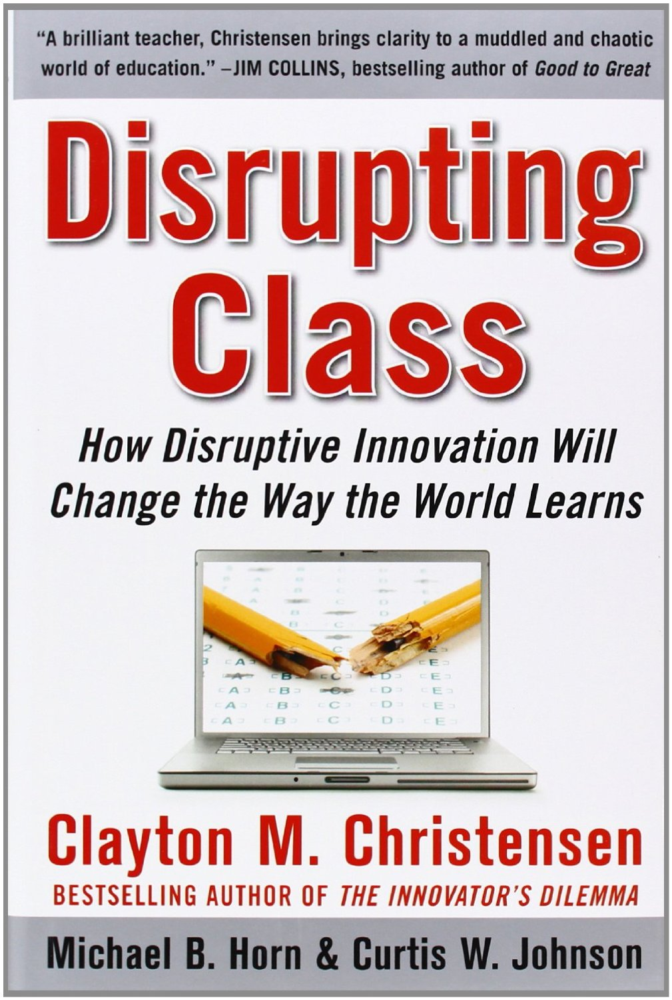 “A brilliant teacher, Christensen brings clarity to a muddled and chaotic
world of education.” –JIM COLLINS, bestselling author of Good to Great
Disrupting
Class
How Disruptive Innovation Will
Change the Way the World Learns
A B C D E
A B C D E
A B C D E
A B C D E
Clayton M. Christensen
BESTSELLING AUTHOR OF THE INNOVATOR’S DILEMMA
Michael B. Horn & Curtis W. Johnson